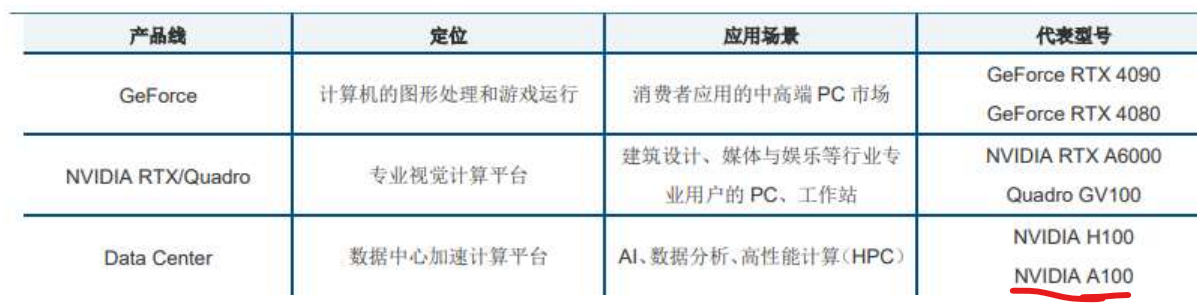 产品线 定位 应用场景 代表型号
GeForce 计算机的图形处理和游戏运行 消费者应用的中高端 PC 市场 GeForce RTX 4090
GeForce RTX 4080
NVIDIA RTX/Quadro 专业视觉计算平台 建筑设计、媒体与娱乐等行业专 NVIDIA RTX A6000
业用户的 PC、工作站 Quadro GV100
Data Center 数据中心加速计算平台 AI、数据分析、高性能计算(HPC) NVIDIA H100
NVIDIA A100